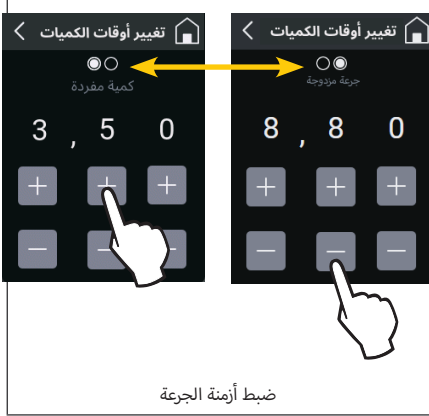 تغيير أوقات الكميات
كمية مفردة
3 , 5 0
تغيير أوقات الكميات
جرعة مزدوجة
8 , 8 0
ضبط أزمنة الجرعة